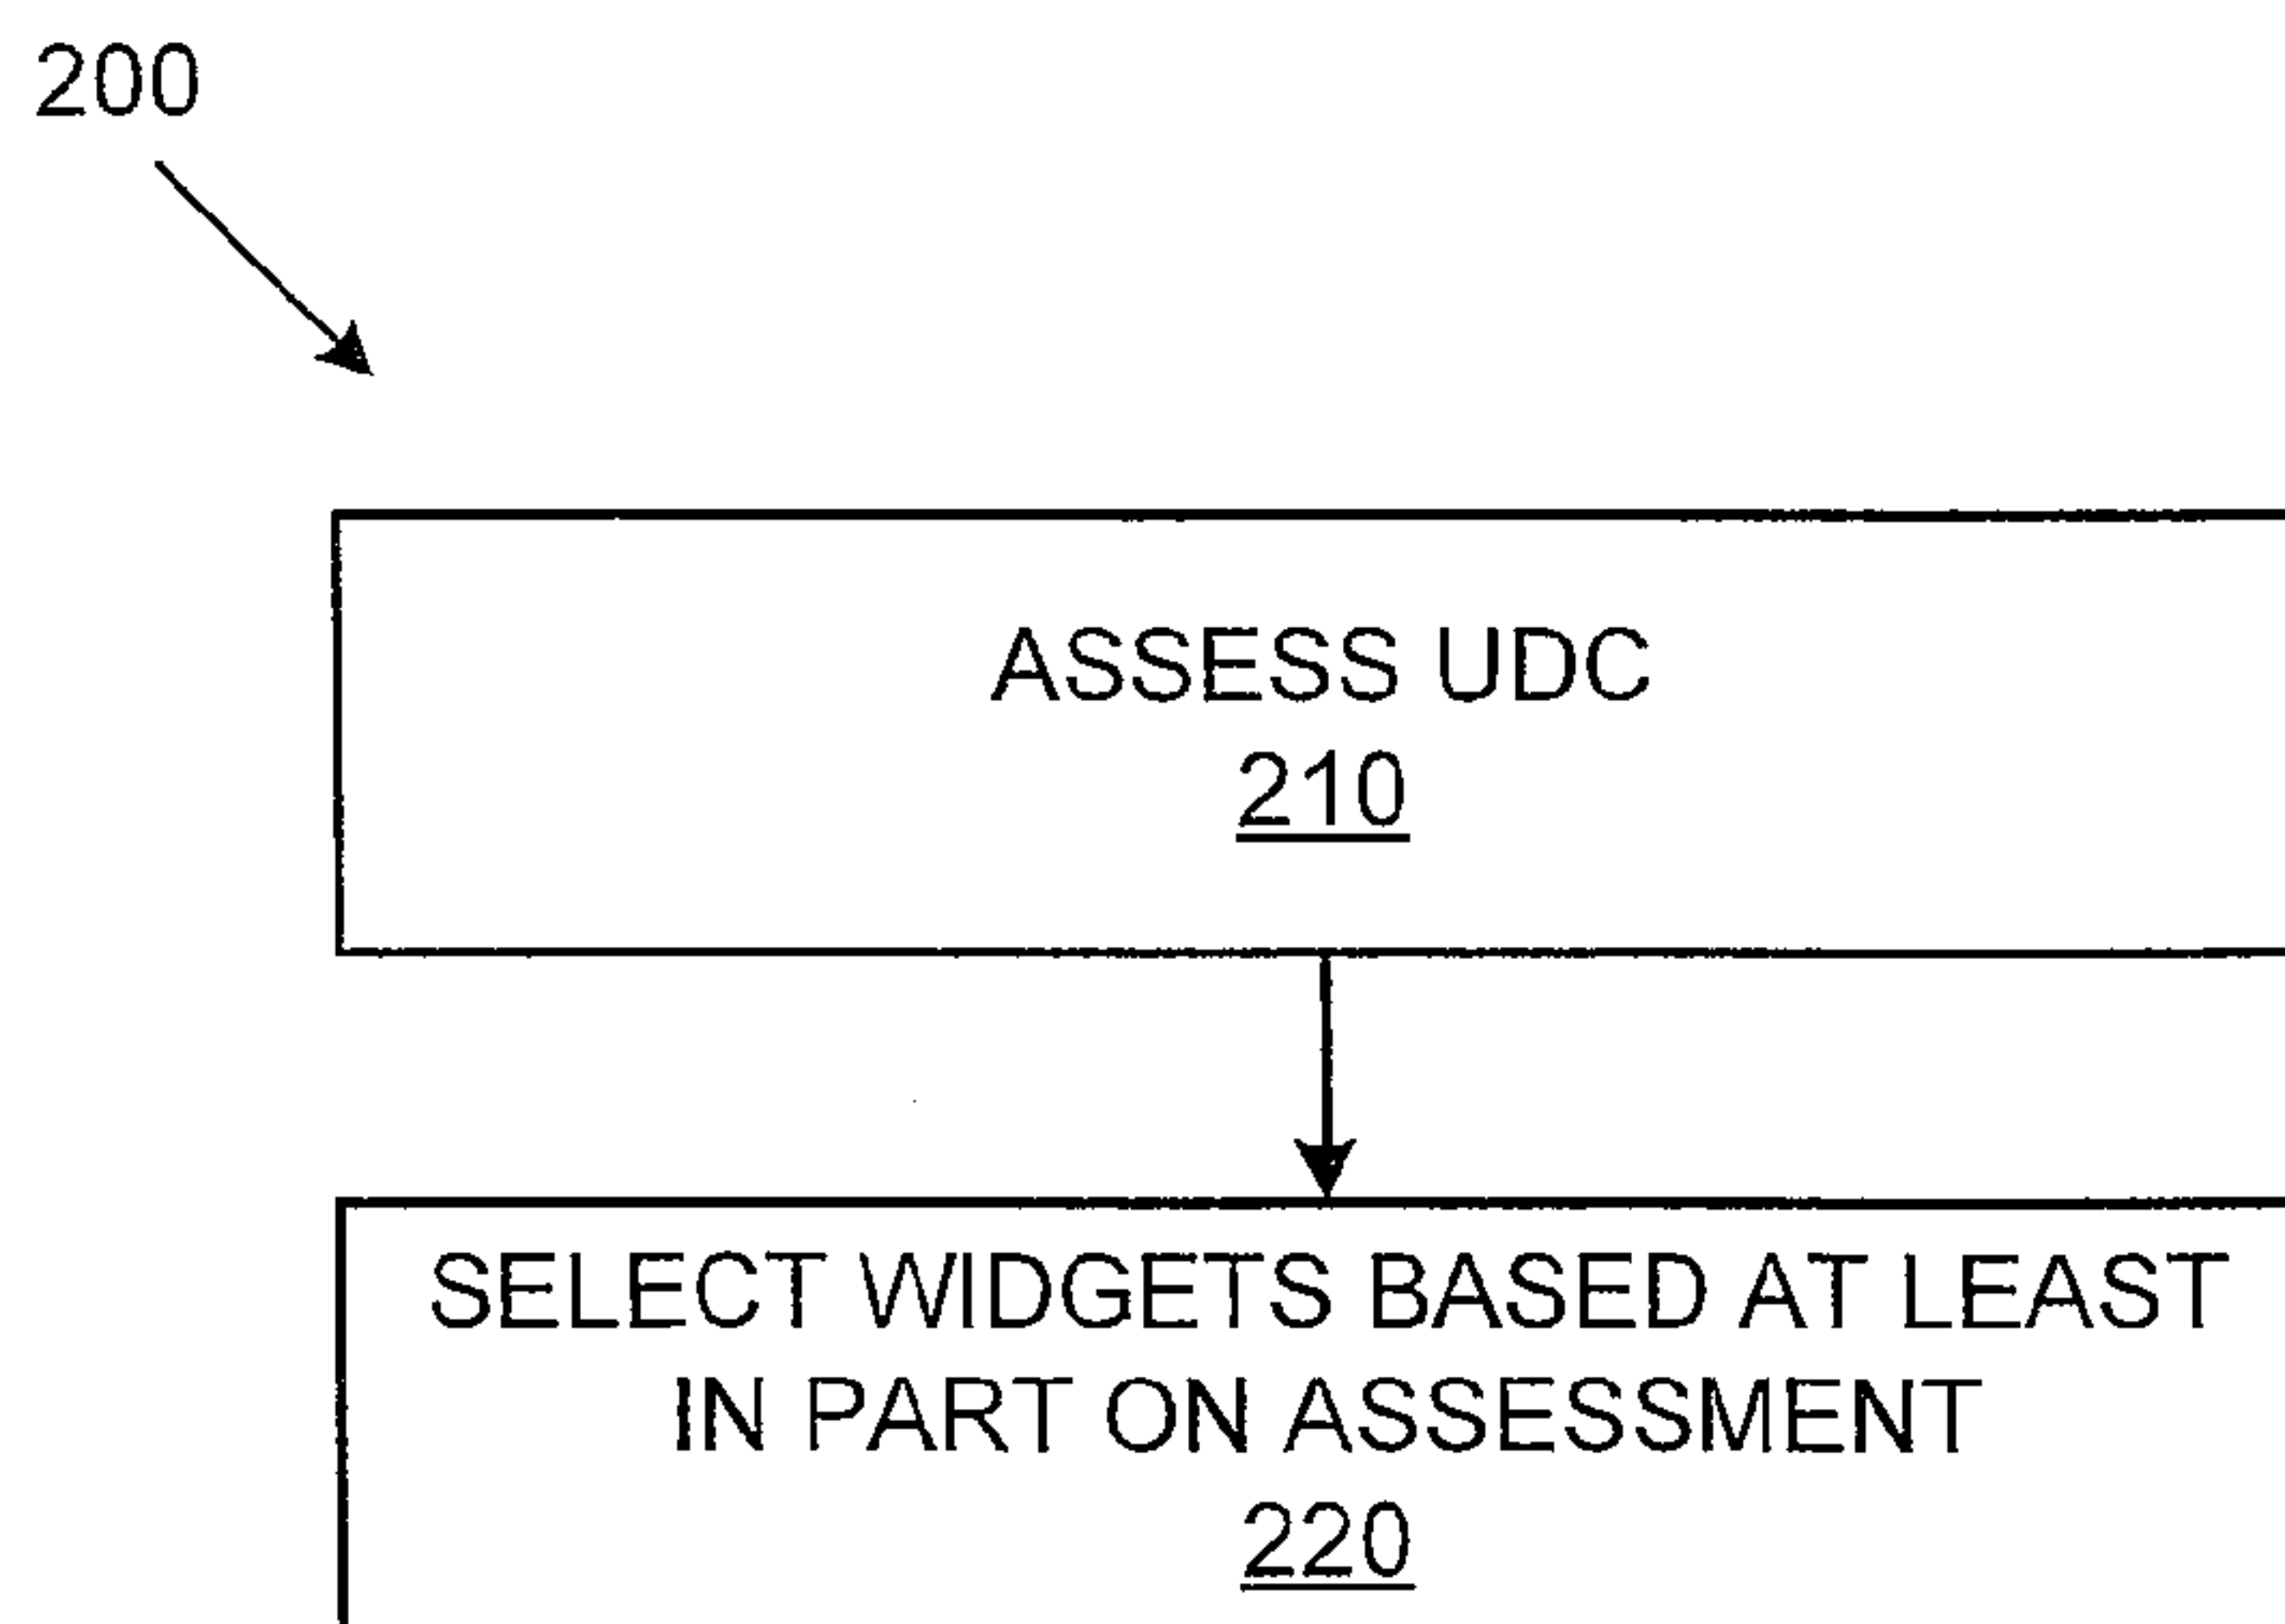 200
ASSESS UDC
210
SELECT WIDGETS BASED AT LEAST
IN PART ON ASSESSMENT
220